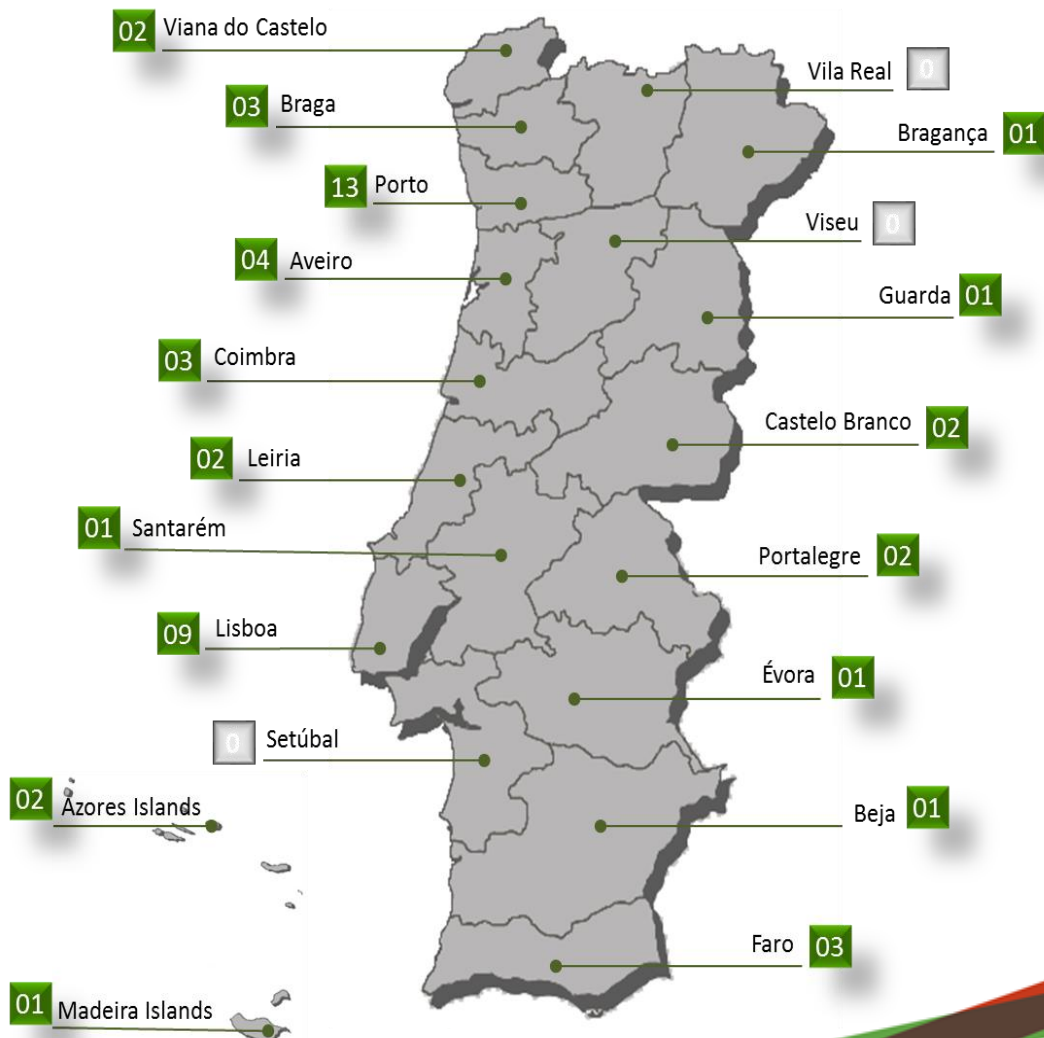 02 Viana do Castelo
Vila Real 0
03 Braga
Bragança 01
13 Porto
Viseu 0
04 Aveiro
Guarda 01
03 Coimbra
Castelo Branco 02
02 Leiria
01 Santarém
Portalegre 02
09 Lisboa
Évora 01
0 Setúbal
02 Azores Islands
Beja 01
Faro 03
01 Madeira Islands